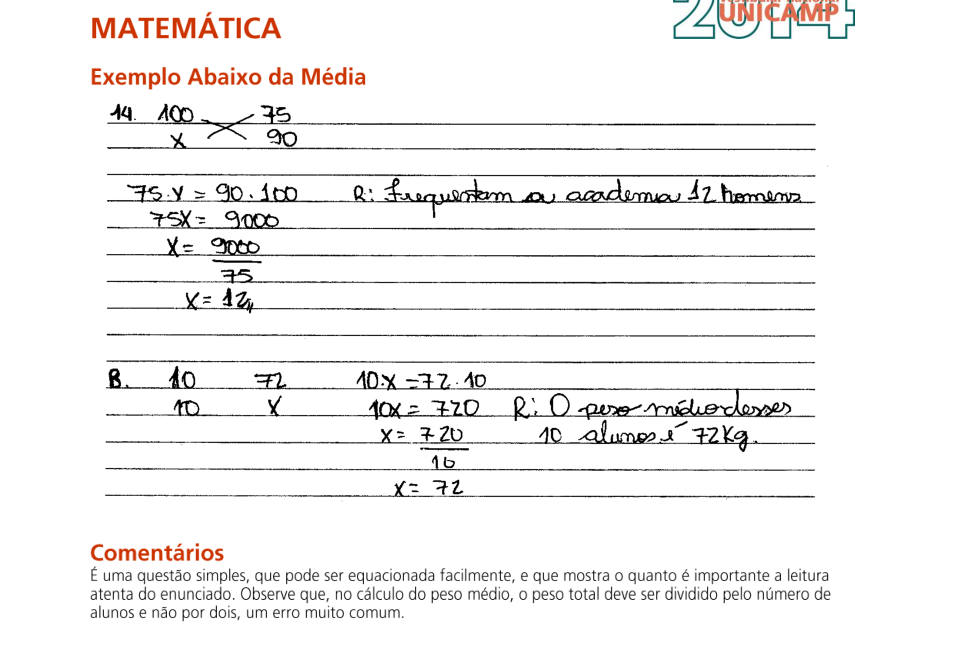 2014
UNICAMP
MATEMÁTICA
Exemplo Abaixo da Média
14. 100 75
x 90
75.x = 90.100 R: Frequentam a academia 12 homens
75x = 9000
x = 9000
75
x = 12,,
B. 10 72 10.x = 72.10
10 x 10x = 720 R: O peso médio desses
x = 720 10 alunos é 72Kg.
10
x = 72
Comentários
É uma questão simples, que pode ser equacionada facilmente, e que mostra o quanto é importante a leitura
atenta do enunciado. Observe que, no cálculo do peso médio, o peso total deve ser dividido pelo número de
alunos e não por dois, um erro muito comum.